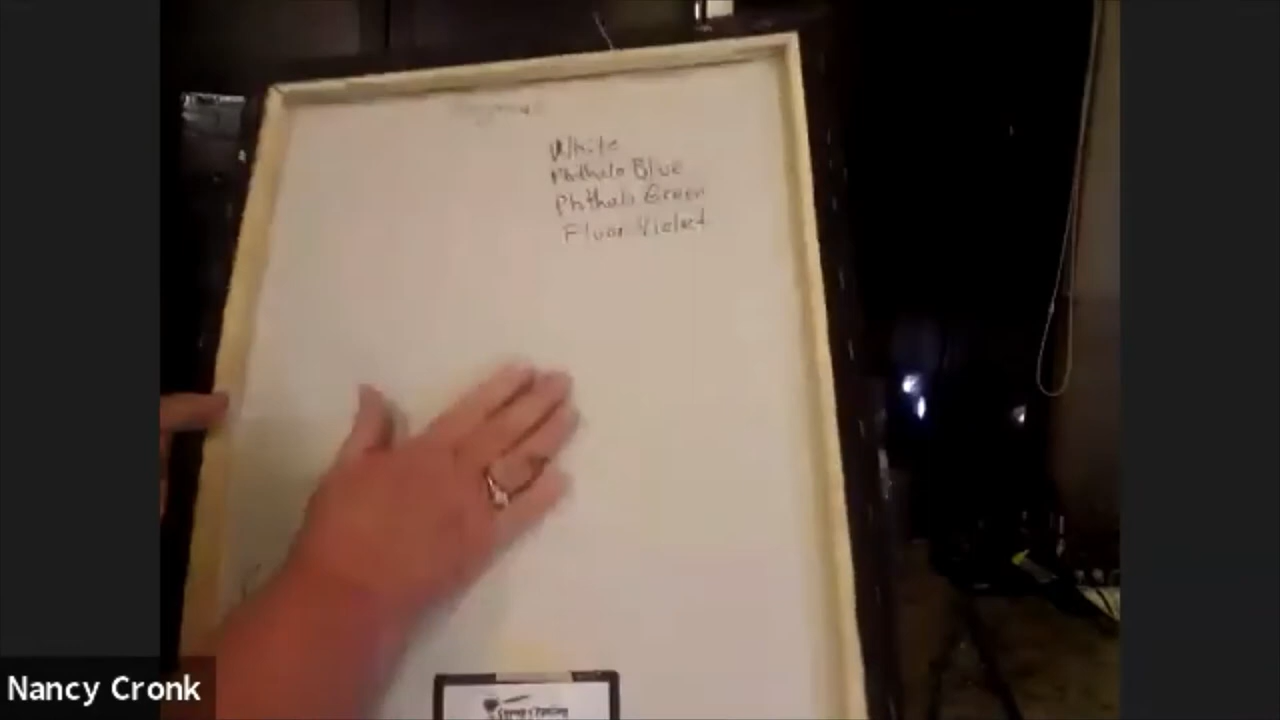 White
Phthalo Blue
Phthalo Green
Fluor. Violet
Nancy Cronk